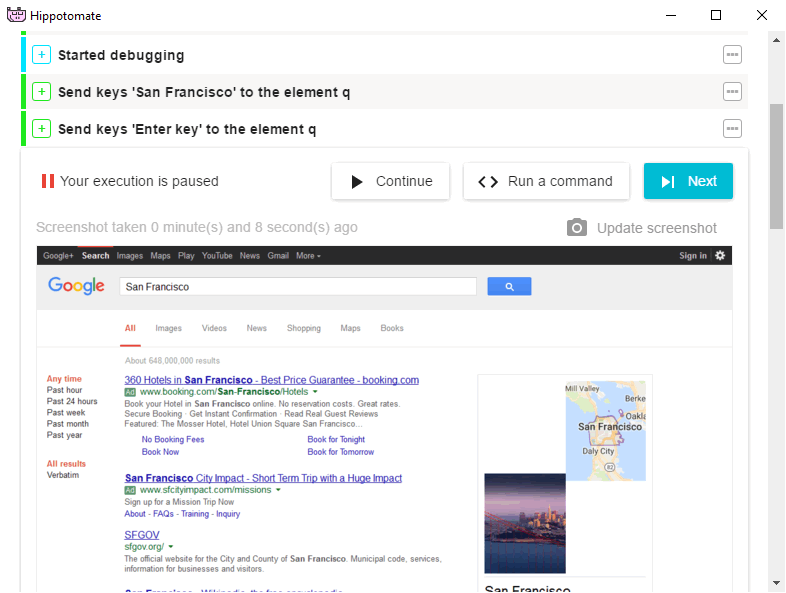 Hippotomate
Started debugging
Send keys 'San Francisco' to the element q
Send keys 'Enter key' to the element q
Your execution is paused
Continue
Run a command
Next
Screenshot taken 0 minute(s) and 8 second(s) ago
Update screenshot
Google+ Search Images Maps Play YouTube News Gmail More
Sign in
Google
San Francisco
All Images Videos News Shopping Maps Books
About 648,000,000 results
Any time
Past hour
Past 24 hours
Past week
Past month
Past year
All results
Verbatim
360 Hotels in San Francisco - Best Price Guarantee - booking.com
Ad www.booking.com/San-Francisco/Hotels
Book your Hotel in San Francisco online. No reservation costs. Great rates.
Secure Booking · Get Instant Confirmation · Read Real Guest Reviews
Featured: The Mosser Hotel, Hotel Union Square San Francisco...
No Booking Fees Book for Tonight
Book Now Book for Tomorrow
San Francisco City Impact - Short Term Trip with a Huge Impact
Ad www.sfcityimpact.com/missions
Sign up for a Mission Trip Now
About - FAQs - Training - Inquiry
SFGOV
sfgov.org/
The official website for the City and County of San Francisco. Municipal code, services,
information for businesses and visitors.
San Francisco - Wikipedia, the free encyclopedia
Mill Valley
Berke
Oakla
San Francisco
Daly City
82
San Francisco